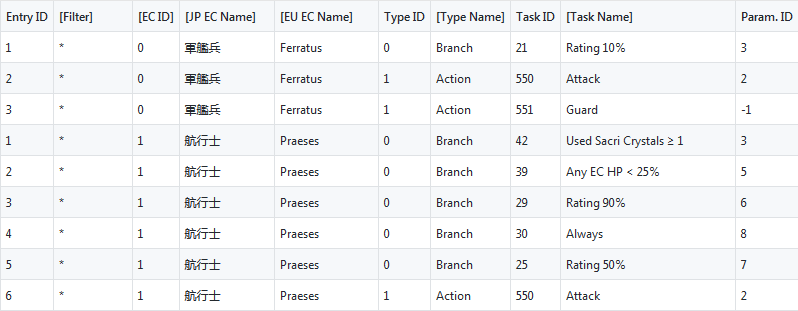 Entry ID [Filter] [EC ID] [JP EC Name] [EU EC Name] Type ID [Type Name] Task ID [Task Name] Param. ID
1 * 0 軍艦兵 Ferratus 0 Branch 21 Rating 10% 3
2 * 0 軍艦兵 Ferratus 1 Action 550 Attack 2
3 * 0 軍艦兵 Ferratus 1 Action 551 Guard -1
1 * 1 航行士 Praeses 0 Branch 42 Used Sacri Crystals ≥ 1 3
2 * 1 航行士 Praeses 0 Branch 39 Any EC HP < 25% 5
3 * 1 航行士 Praeses 0 Branch 29 Rating 90% 6
4 * 1 航行士 Praeses 0 Branch 30 Always 8
5 * 1 航行士 Praeses 0 Branch 25 Rating 50% 7
6 * 1 航行士 Praeses 1 Action 550 Attack 2